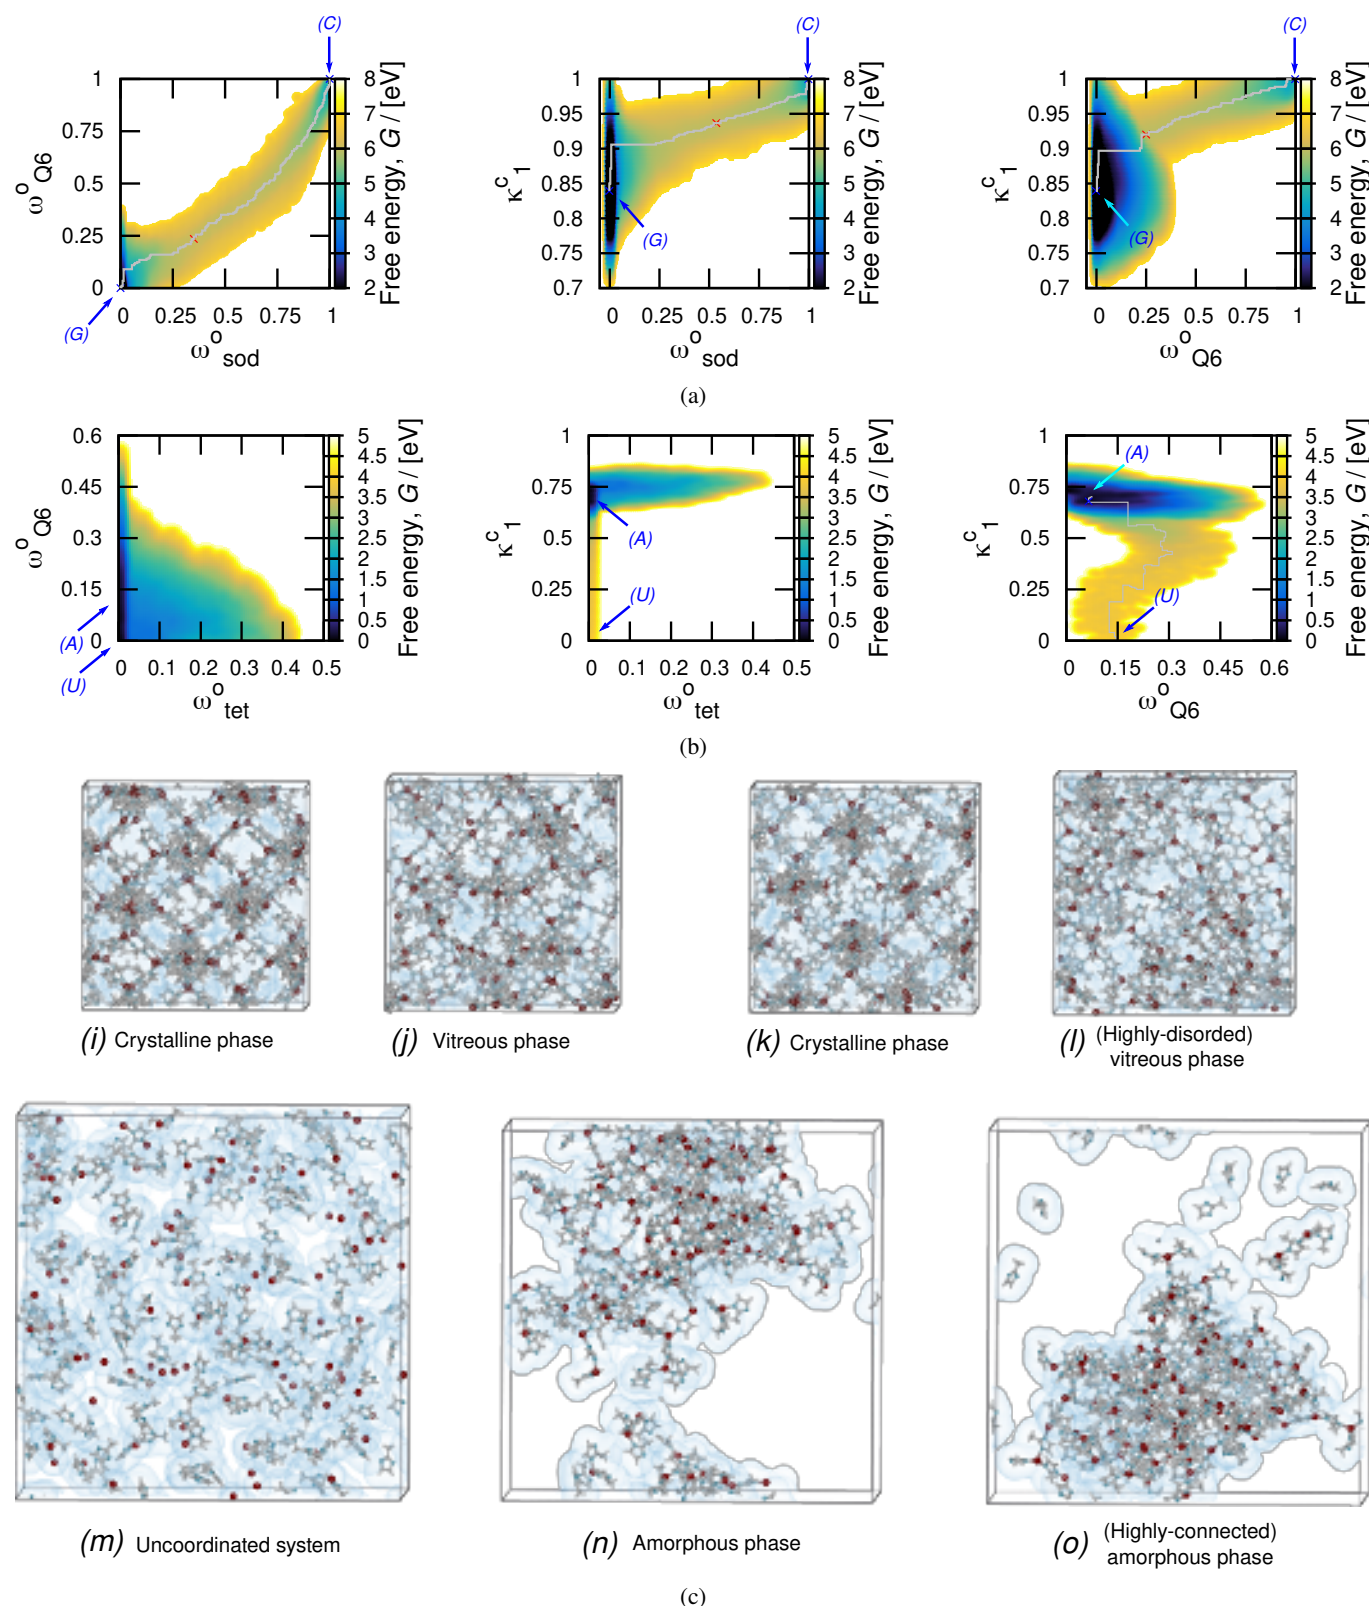 (C) (C) (C)
1 0.75 0.5 0.25 0
ω°Q6
0 0.25 0.5 0.75 1
ω°sod
(G)
8 7 6 5 4 3 2
Free energy, G / [eV]
1 0.95 0.9 0.85 0.8 0.75 0.7
κ^c_1
0 0.25 0.5 0.75 1
ω°sod
(G)
8 7 6 5 4 3 2
Free energy, G / [eV]
1 0.95 0.9 0.85 0.8 0.75 0.7
κ^c_1
0 0.25 0.5 0.75 1
ω°Q6
(G)
8 7 6 5 4 3 2
Free energy, G / [eV]
(a)
0.6 0.45 0.3 0.15 0
ω°Q6
0 0.1 0.2 0.3 0.4 0.5
ω°tet
(A)
(U)
5 4.5 4 3.5 3 2.5 2 1.5 1 0.5 0
Free energy, G / [eV]
1 0.75 0.5 0.25 0
κ^c_1
0 0.1 0.2 0.3 0.4 0.5
ω°tet
(A)
(U)
5 4.5 4 3.5 3 2.5 2 1.5 1 0.5 0
Free energy, G / [eV]
1 0.75 0.5 0.25 0
κ^c_1
0 0.15 0.3 0.45 0.6
ω°Q6
(A)
(U)
5 4.5 4 3.5 3 2.5 2 1.5 1 0.5 0
Free energy, G / [eV]
(b)
(i) Crystalline phase
(j) Vitreous phase
(k) Crystalline phase
(l) (Highly-disorded)
vitreous phase
(m) Uncoordinated system
(n) Amorphous phase
(o) (Highly-connected)
amorphous phase
(c)